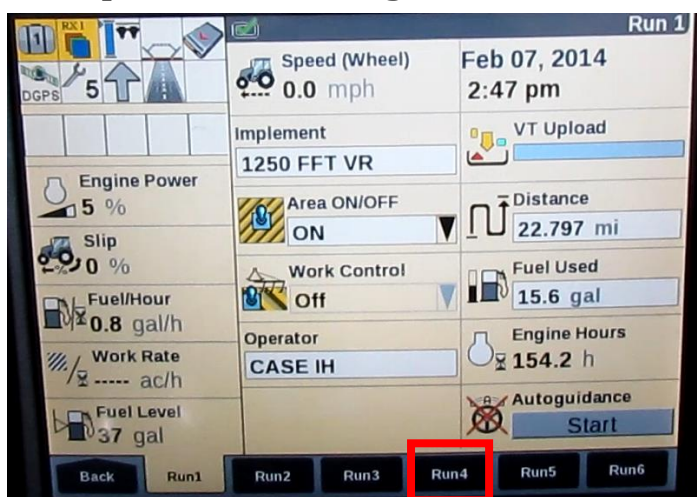 Run 1
1
RX1
DGPS
5
Engine Power
5 %
Slip
0 %
Fuel/Hour
0.8 gal/h
Work Rate
----- ac/h
Fuel Level
37 gal
Speed (Wheel)
0.0 mph
Implement
1250 FFT VR
Area ON/OFF
ON
Work Control
Off
Operator
CASE IH
Feb 07, 2014
2:47 pm
VT Upload
Distance
22.797 mi
Fuel Used
15.6 gal
Engine Hours
154.2 h
Autoguidance
Start
Back Run1 Run2 Run3 Run4 Run5 Run6